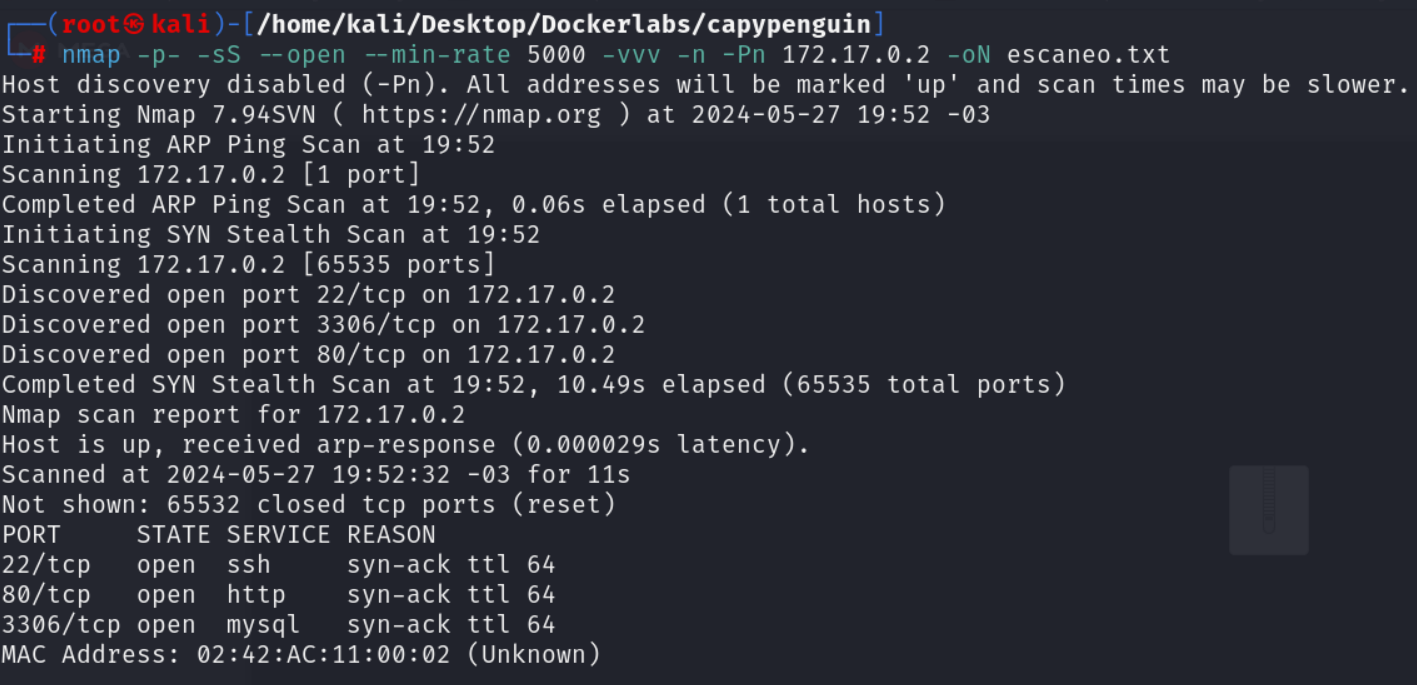 ┌──(root㉿kali)-[/home/kali/Desktop/Dockerlabs/capypenguin]
└─# nmap -p- -sS --open --min-rate 5000 -vvv -n -Pn 172.17.0.2 -oN escaneo.txt
Host discovery disabled (-Pn). All addresses will be marked 'up' and scan times may be slower.
Starting Nmap 7.94SVN ( https://nmap.org ) at 2024-05-27 19:52 -03
Initiating ARP Ping Scan at 19:52
Scanning 172.17.0.2 [1 port]
Completed ARP Ping Scan at 19:52, 0.06s elapsed (1 total hosts)
Initiating SYN Stealth Scan at 19:52
Scanning 172.17.0.2 [65535 ports]
Discovered open port 22/tcp on 172.17.0.2
Discovered open port 3306/tcp on 172.17.0.2
Discovered open port 80/tcp on 172.17.0.2
Completed SYN Stealth Scan at 19:52, 10.49s elapsed (65535 total ports)
Nmap scan report for 172.17.0.2
Host is up, received arp-response (0.000029s latency).
Scanned at 2024-05-27 19:52:32 -03 for 11s
Not shown: 65532 closed tcp ports (reset)
PORT     STATE SERVICE REASON
22/tcp   open  ssh     syn-ack ttl 64
80/tcp   open  http    syn-ack ttl 64
3306/tcp open  mysql   syn-ack ttl 64
MAC Address: 02:42:AC:11:00:02 (Unknown)